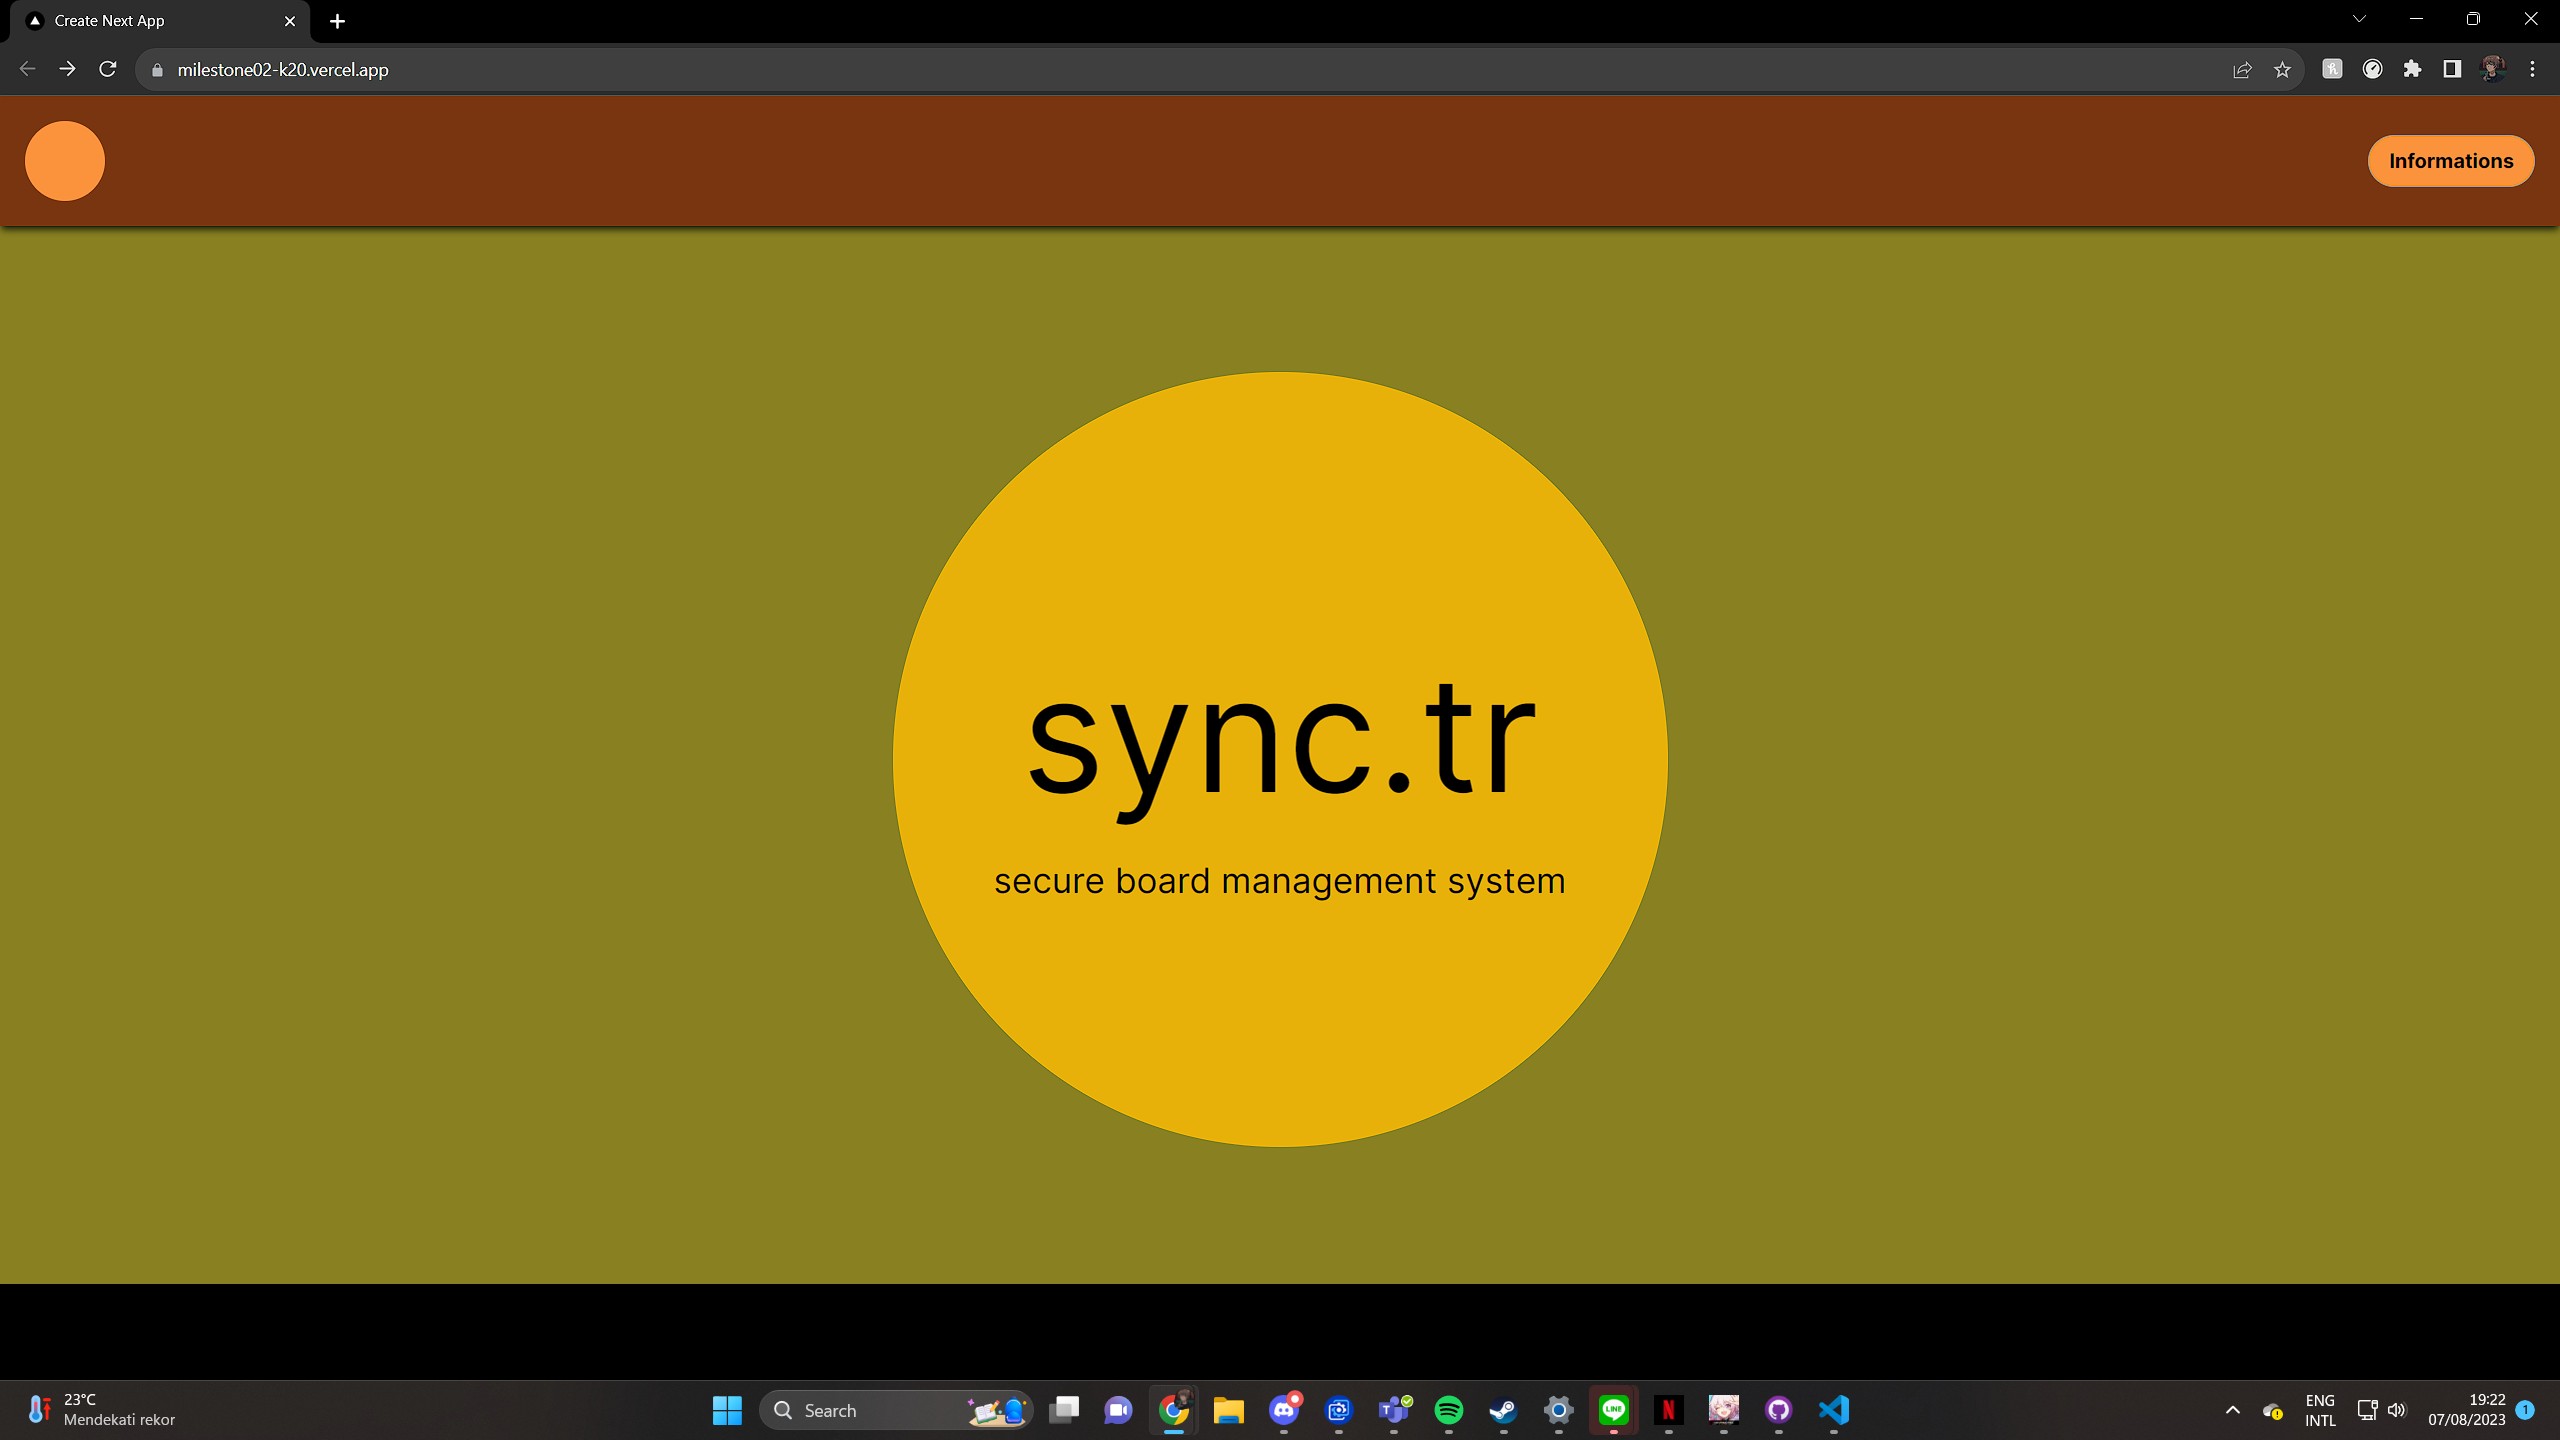 Create Next App
milestone02-k20.vercel.app
Informations
sync.tr
secure board management system
23°C
Mendekati rekor
Search
LINE
ENG
INTL
19:22
07/08/2023
1